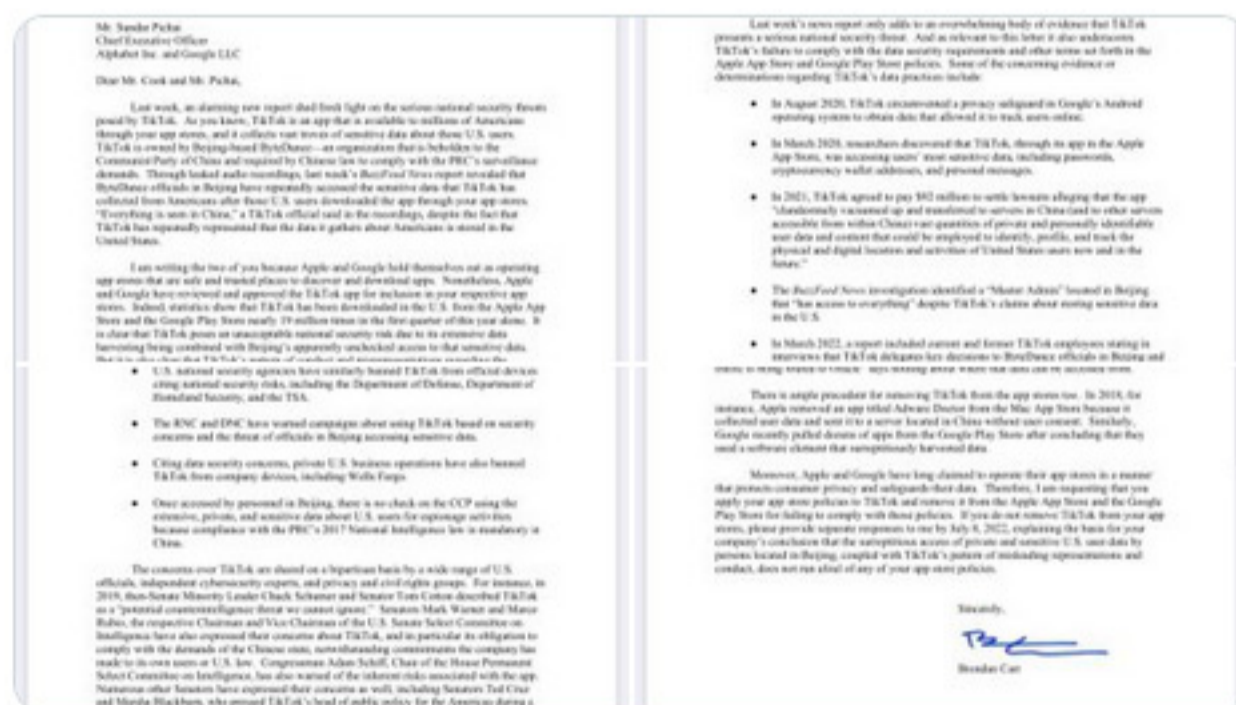 Mr. Sundar Pichai
Chief Executive Officer
Alphabet Inc. and Google LLC
Dear Mr. Cook and Mr. Pichai,
Last week, an alarming new report shed fresh light on the serious national security threats
posed by TikTok. As you know, TikTok is an app that is available to millions of Americans
through your app stores, and it collects vast troves of sensitive data about those U.S. users.
TikTok is owned by Beijing-based ByteDance—an organization that is beholden to the
Communist Party of China and required by Chinese law to comply with the PRC's surveillance
demands. Through leaked audio recordings, last week's BuzzFeed News report revealed that
ByteDance officials in Beijing have repeatedly accessed the sensitive data that TikTok has
collected from Americans after those U.S. users downloaded the app through your app stores.
"Everything is seen in China," a TikTok official said in the recordings, despite the fact that
TikTok has repeatedly represented that the data it gathers about Americans is stored in the
United States.
I am writing the two of you because Apple and Google hold themselves out as operating
app stores that are safe and trusted places to discover and download apps. Nonetheless, Apple
and Google have reviewed and approved the TikTok app for inclusion in your respective app
stores. Indeed, statistics show that TikTok has been downloaded in the U.S. from the Apple App
Store and the Google Play Store nearly 19 million times in the first quarter of this year alone. It
is clear that TikTok poses an unacceptable national security risk due to its extensive data
harvesting being combined with Beijing's apparently unchecked access to that sensitive data.
But it is also clear that TikTok's pattern of conduct and misrepresentations regarding the
• U.S. national security agencies have similarly banned TikTok from official devices
citing national security risks, including the Department of Defense, Department of
Homeland Security, and the TSA.
• The RNC and DNC have warned campaigns about using TikTok based on security
concerns and the threat of officials in Beijing accessing sensitive data.
• Citing data security concerns, private U.S. business operations have also banned
TikTok from company devices, including Wells Fargo.
• Once accessed by personnel in Beijing, there is no check on the CCP using the
extensive, private, and sensitive data about U.S. users for espionage activities
because compliance with the PRC's 2017 National Intelligence law is mandatory in
China.
The concerns over TikTok are shared on a bipartisan basis by a wide range of U.S.
officials, independent cybersecurity experts, and privacy and civil rights groups. For instance, in
2019, then-Senate Minority Leader Chuck Schumer and Senator Tom Cotton described TikTok
as a "potential counterintelligence threat we cannot ignore." Senators Mark Warner and Marco
Rubio, the respective Chairman and Vice Chairman of the U.S. Senate Select Committee on
Intelligence have also expressed their concerns about TikTok, and in particular its obligation to
comply with the demands of the Chinese state, notwithstanding commitments the company has
made to its own users or U.S. law. Congressman Adam Schiff, Chair of the House Permanent
Select Committee on Intelligence, has also warned of the inherent risks associated with the app.
Numerous other Senators have expressed their concerns as well, including Senators Ted Cruz
and Marsha Blackburn, who pressed TikTok's head of public policy for the Americas during a
Last week's news report only adds to an overwhelming body of evidence that TikTok
presents a serious national security threat. And as relevant to this letter it also underscores
TikTok's failure to comply with the data security requirements and other terms set forth in the
Apple App Store and Google Play Store policies. Some of the concerning evidence or
determinations regarding TikTok's data practices include:
• In August 2020, TikTok circumvented a privacy safeguard in Google's Android
operating system to obtain data that allowed it to track users online.
• In March 2020, researchers discovered that TikTok, through its app in the Apple
App Store, was accessing users' most sensitive data, including passwords,
cryptocurrency wallet addresses, and personal messages.
• In 2021, TikTok agreed to pay $92 million to settle lawsuits alleging that the app
"clandestinely vacuumed up and transferred to servers in China (and to other servers
accessible from within China) vast quantities of private and personally identifiable
user data and content that could be employed to identify, profile, and track the
physical and digital location and activities of United States users now and in the
future."
• The BuzzFeed News investigation identified a "Master Admin" located in Beijing
that "has access to everything" despite TikTok's claims about storing sensitive data
in the U.S.
• In March 2022, a report included current and former TikTok employees stating in
interviews that TikTok delegates key decisions to ByteDance officials in Beijing and
says nothing about where that data can be accessed from.
There is ample precedent for removing TikTok from the app stores too. In 2018, for
instance, Apple removed an app titled Adware Doctor from the Mac App Store because it
collected user data and sent it to a server located in China without user consent. Similarly,
Google recently pulled dozens of apps from the Google Play Store after concluding that they
used a software element that surreptitiously harvested data.
Moreover, Apple and Google have long claimed to operate their app stores in a manner
that protects consumer privacy and safeguards their data. Therefore, I am requesting that you
apply your app store policies to TikTok and remove it from the Apple App Store and the Google
Play Store for failing to comply with those policies. If you do not remove TikTok from your app
stores, please provide separate responses to me by July 8, 2022, explaining the basis for your
company's conclusion that the surreptitious access of private and sensitive U.S. user data by
persons located in Beijing, coupled with TikTok's pattern of misleading representations and
conduct, does not run afoul of any of your app store policies.
Sincerely,
Brendan Carr